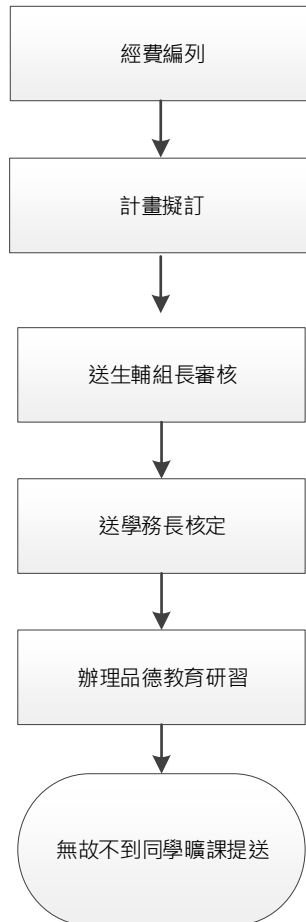 經費編列
計畫擬訂
送生輔組長審核
送學務長核定
辦理品德教育研習
無故不到同學曠課提送